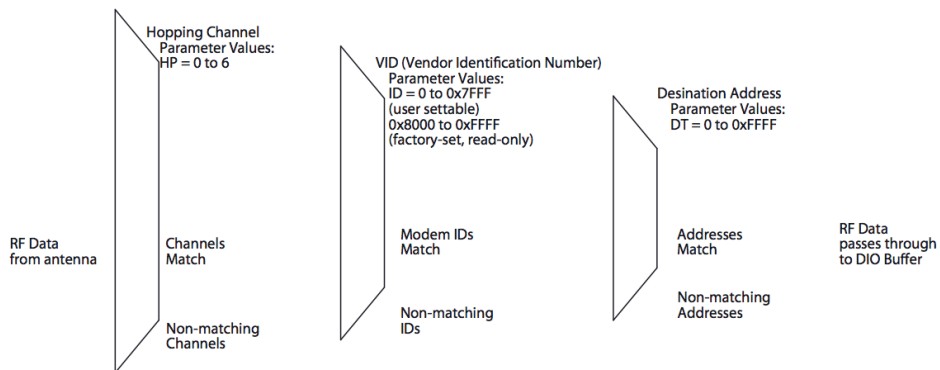 Hopping Channel
Parameter Values:
HP = 0 to 6
VID (Vendor Identification Number)
Parameter Values:
ID = 0 to 0x7FFF
(user settable)
0x8000 to 0xFFFF
(factory-set, read-only)
Desination Address
Parameter Values:
DT = 0 to 0xFFFF
RF Data
from antenna
Channels
Match
Modem IDs
Match
Addresses
Match
RF Data
passes through
to DIO Buffer
Non-matching
Channels
Non-matching
IDs
Non-matching
Addresses